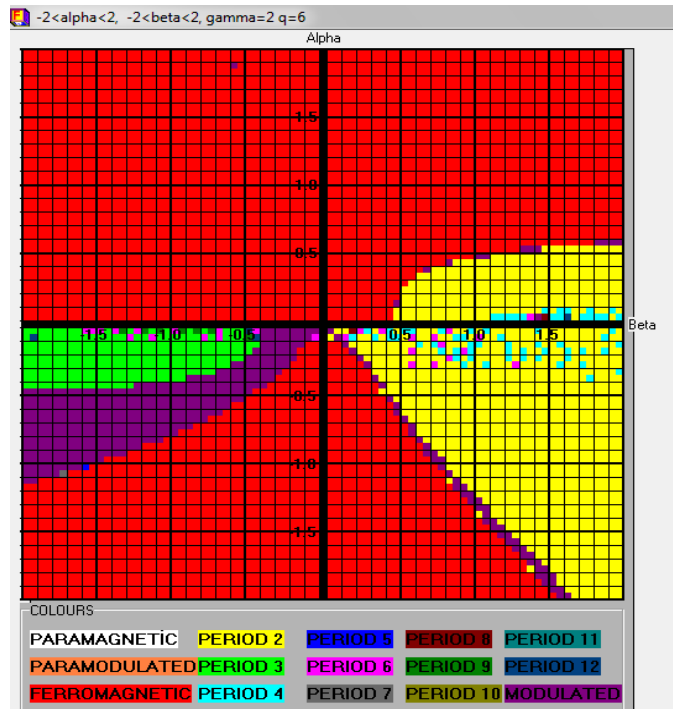 -2<alpha<2, -2<beta<2, gamma=2 q=6
Alpha
1.5
1.0
0.5
-1.5 -1.0 -0.5 0.5 1.0 1.5 Beta
-0.5
-1.0
-1.5
COLOURS
PARAMAGNETİC PERIOD 2 PERIOD 5 PERIOD 8 PERIOD 11
PARAMODULATED PERIOD 3 PERIOD 6 PERIOD 9 PERIOD 12
FERROMAGNETIC PERIOD 4 PERIOD 7 PERIOD 10 MODULATED